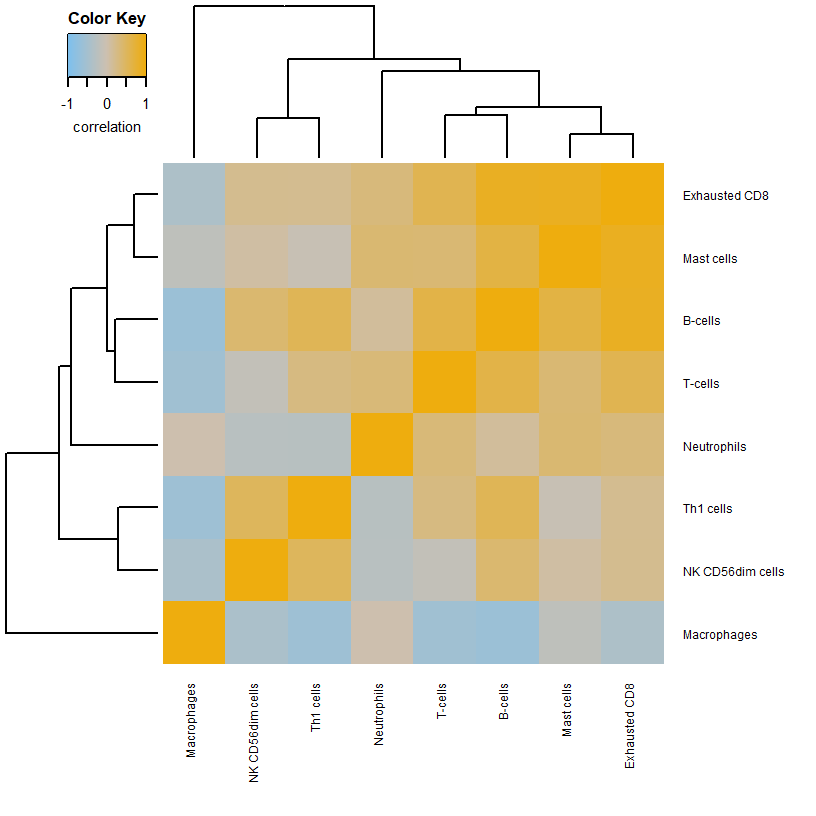 Color Key
-1 0 1
correlation
Exhausted CD8
Mast cells
B-cells
T-cells
Neutrophils
Th1 cells
NK CD56dim cells
Macrophages
Macrophages
NK CD56dim cells
Th1 cells
Neutrophils
T-cells
B-cells
Mast cells
Exhausted CD8